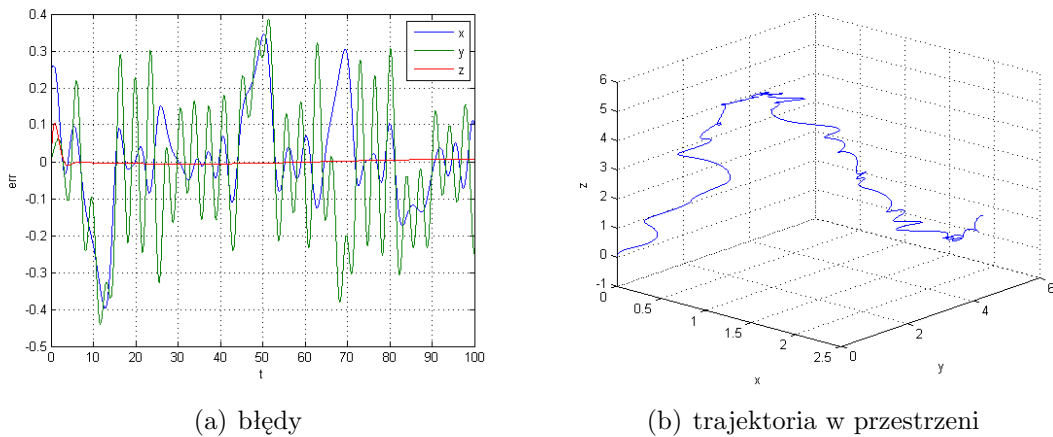 0.4
0.3
0.2
0.1
0
-0.1
-0.2
-0.3
-0.4
-0.5
err
0 10 20 30 40 50 60 70 80 90 100
t
x
y
z
6
5
4
3
2
1
0
-1
z
0 0.5 1 1.5 2 2.5
x
0 2 4 6
y
(a) błędy
(b) trajektoria w przestrzeni